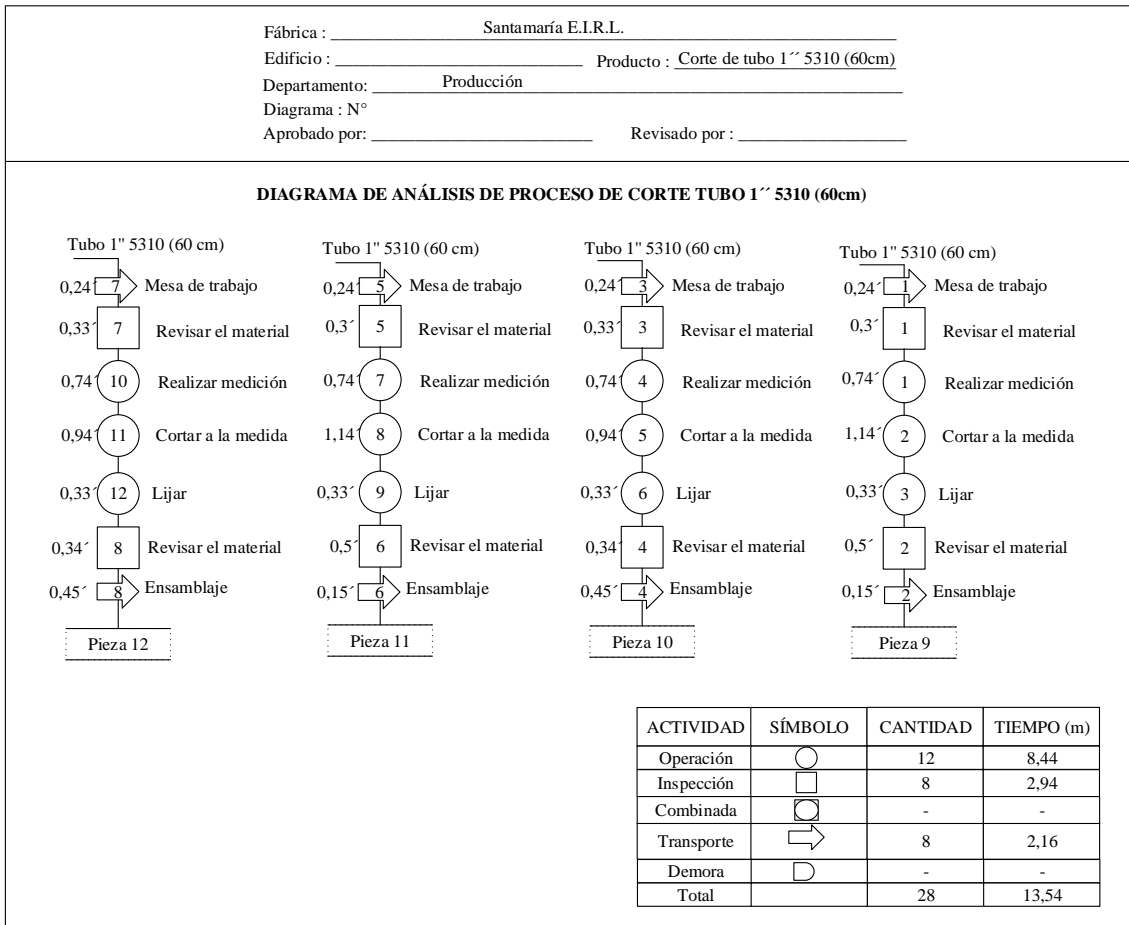 Fábrica : Santamaría E.I.R.L.
Edificio : Producto : Corte de tubo 1´´ 5310 (60cm)
Departamento: Producción
Diagrama : N°
Aprobado por: Revisado por :
DIAGRAMA DE ANÁLISIS DE PROCESO DE CORTE TUBO 1´´ 5310 (60cm)
Tubo 1" 5310 (60 cm)
0,24´ 7 Mesa de trabajo
0,33´ 7 Revisar el material
0,74´ 10 Realizar medición
0,94´ 11 Cortar a la medida
0,33´ 12 Lijar
0,34´ 8 Revisar el material
0,45´ 8 Ensamblaje
Pieza 12
Tubo 1" 5310 (60 cm)
0,24´ 5 Mesa de trabajo
0,3´ 5 Revisar el material
0,74´ 7 Realizar medición
1,14´ 8 Cortar a la medida
0,33´ 9 Lijar
0,5´ 6 Revisar el material
0,15´ 6 Ensamblaje
Pieza 11
Tubo 1" 5310 (60 cm)
0,24´ 3 Mesa de trabajo
0,33´ 3 Revisar el material
0,74´ 4 Realizar medición
0,94´ 5 Cortar a la medida
0,33´ 6 Lijar
0,34´ 4 Revisar el material
0,45´ 4 Ensamblaje
Pieza 10
Tubo 1" 5310 (60 cm)
0,24´ 1 Mesa de trabajo
0,3´ 1 Revisar el material
0,74´ 1 Realizar medición
1,14´ 2 Cortar a la medida
0,33´ 3 Lijar
0,5´ 2 Revisar el material
0,15´ 2 Ensamblaje
Pieza 9
ACTIVIDAD SÍMBOLO CANTIDAD TIEMPO (m)
Operación 12 8,44
Inspección 8 2,94
Combinada - -
Transporte 8 2,16
Demora - -
Total 28 13,54